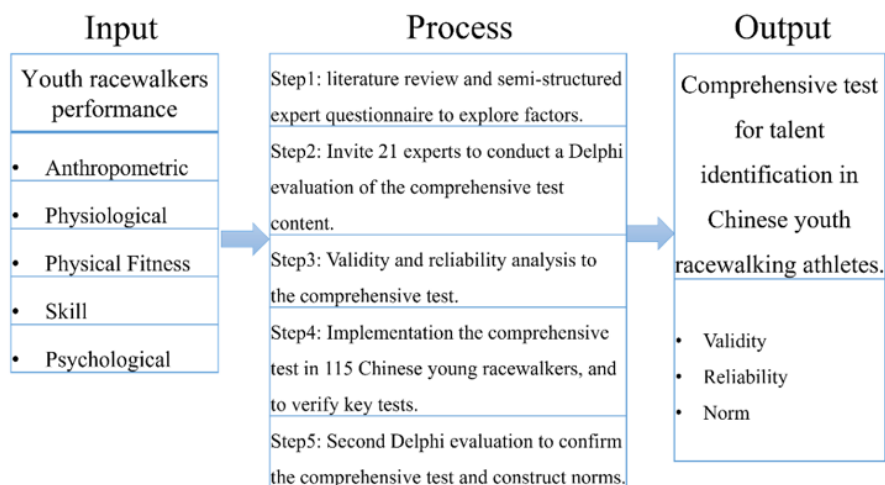 Input
Youth racewalkers
performance
• Anthropometric
• Physiological
• Physical Fitness
• Skill
• Psychological
Process
Step1: literature review and semi-structured
expert questionnaire to explore factors.
Step2: Invite 21 experts to conduct a Delphi
evaluation of the comprehensive test
content.
Step3: Validity and reliability analysis to
the comprehensive test.
Step4: Implementation the comprehensive
test in 115 Chinese young racewalkers, and
to verify key tests.
Step5: Second Delphi evaluation to confirm
the comprehensive test and construct norms.
Output
Comprehensive test
for talent
identification in
Chinese youth
racewalking athletes.
• Validity
• Reliability
• Norm